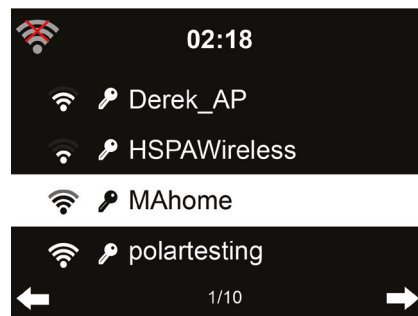 02:18
Derek_AP
HSPAWireless
MAhome
polartesting
1/10